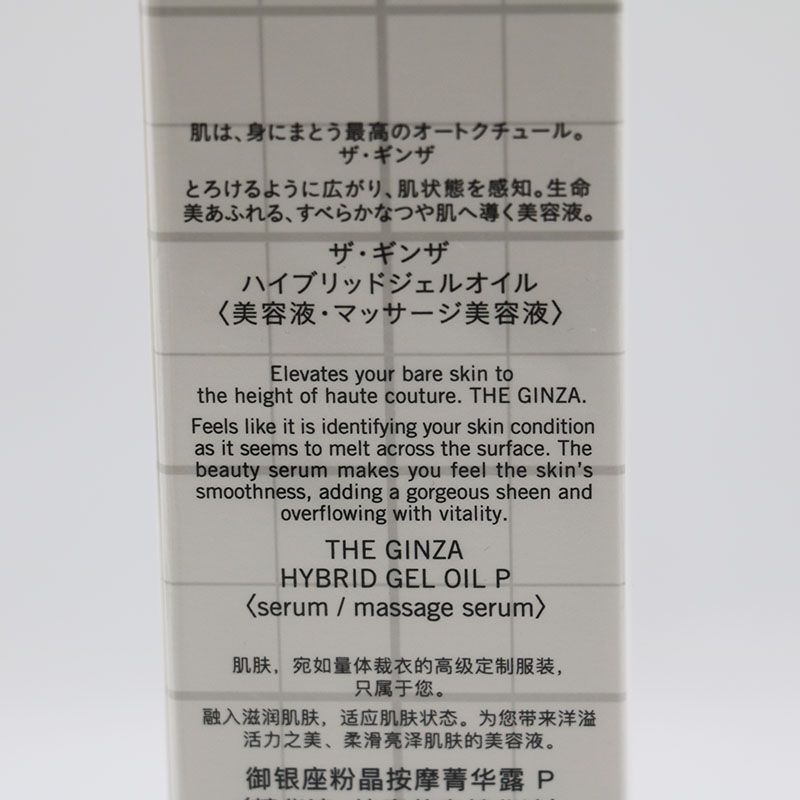 肌は、身にまとう最高のオートクチュール。
ザ・ギンザ
とろけるように広がり、肌状態を感知。生命
美あふれる、すべらかなつや肌へ導く美容液。
ザ・ギンザ
ハイブリッドジェルオイル
〈美容液・マッサージ美容液〉
Elevates your bare skin to
the height of haute couture. THE GINZA.
Feels like it is identifying your skin condition
as it seems to melt across the surface. The
beauty serum makes you feel the skin's
smoothness, adding a gorgeous sheen and
overflowing with vitality.
THE GINZA
HYBRID GEL OIL P
〈serum / massage serum〉
肌肤，宛如量体裁衣的高级定制服装，
只属于您。
融入滋润肌肤，适应肌肤状态。为您带来洋溢
活力之美、柔滑亮泽肌肤的美容液。
御银座粉晶按摩菁华露 P